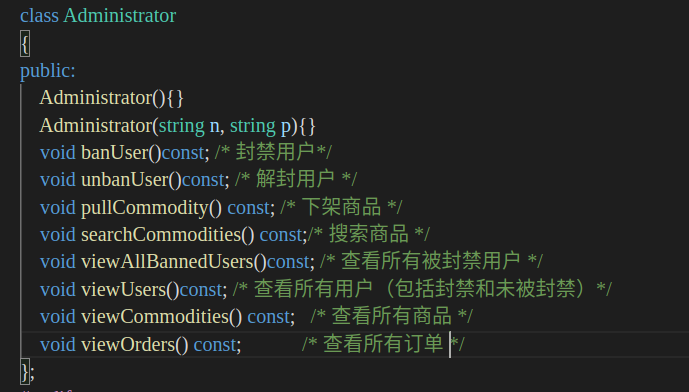 class Administrator
{
public:
Administrator(){}
Administrator(string n, string p){}
void banUser()const; /* 封禁用户*/
void unbanUser()const; /* 解封用户 */
void pullCommodity() const; /* 下架商品 */
void searchCommodities() const;/* 搜索商品 */
void viewAllBannedUsers()const; /* 查看所有被封禁用户 */
void viewUsers()const; /* 查看所有用户（包括封禁和未被封禁）*/
void viewCommodities() const; /* 查看所有商品 */
void viewOrders() const; /* 查看所有订单 */
};